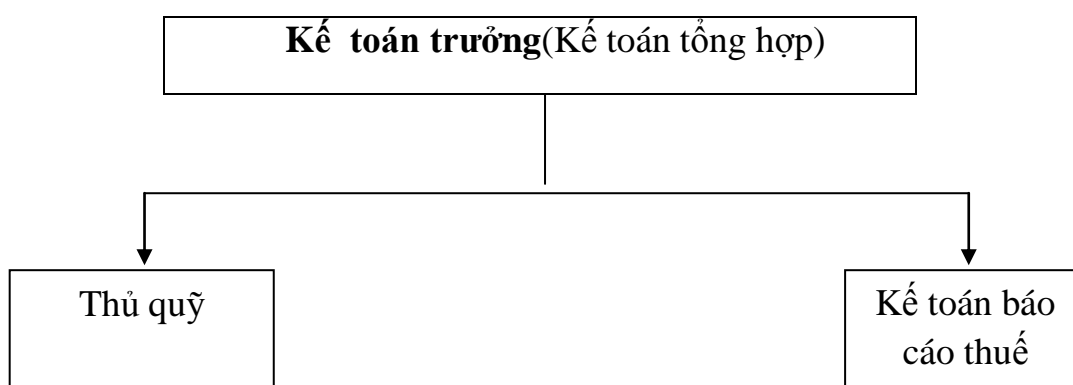 Kế toán trưởng(Kế toán tổng hợp)
Thủ quỹ
Kế toán báo
cáo thuế